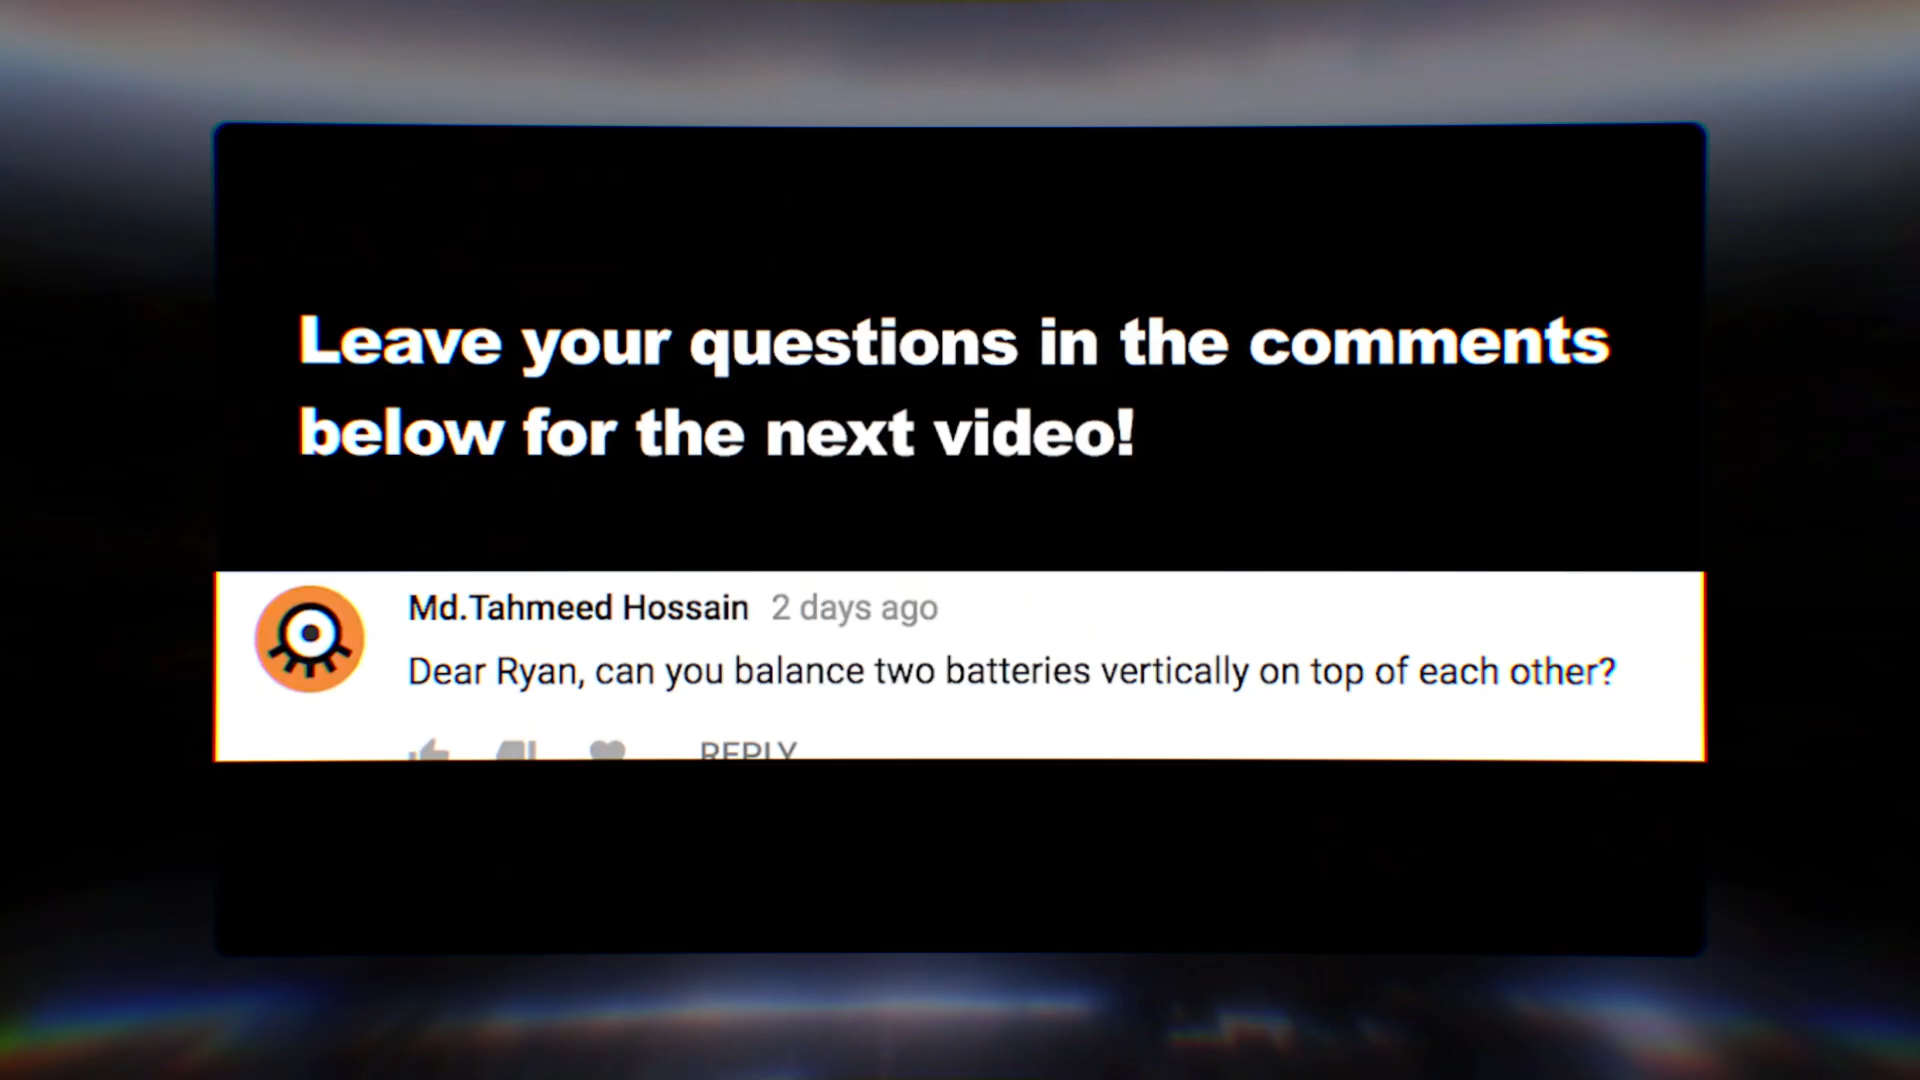 Leave your questions in the comments
below for the next video!
Md.Tahmeed Hossain 2 days ago
Dear Ryan, can you balance two batteries vertically on top of each other?
REPLY